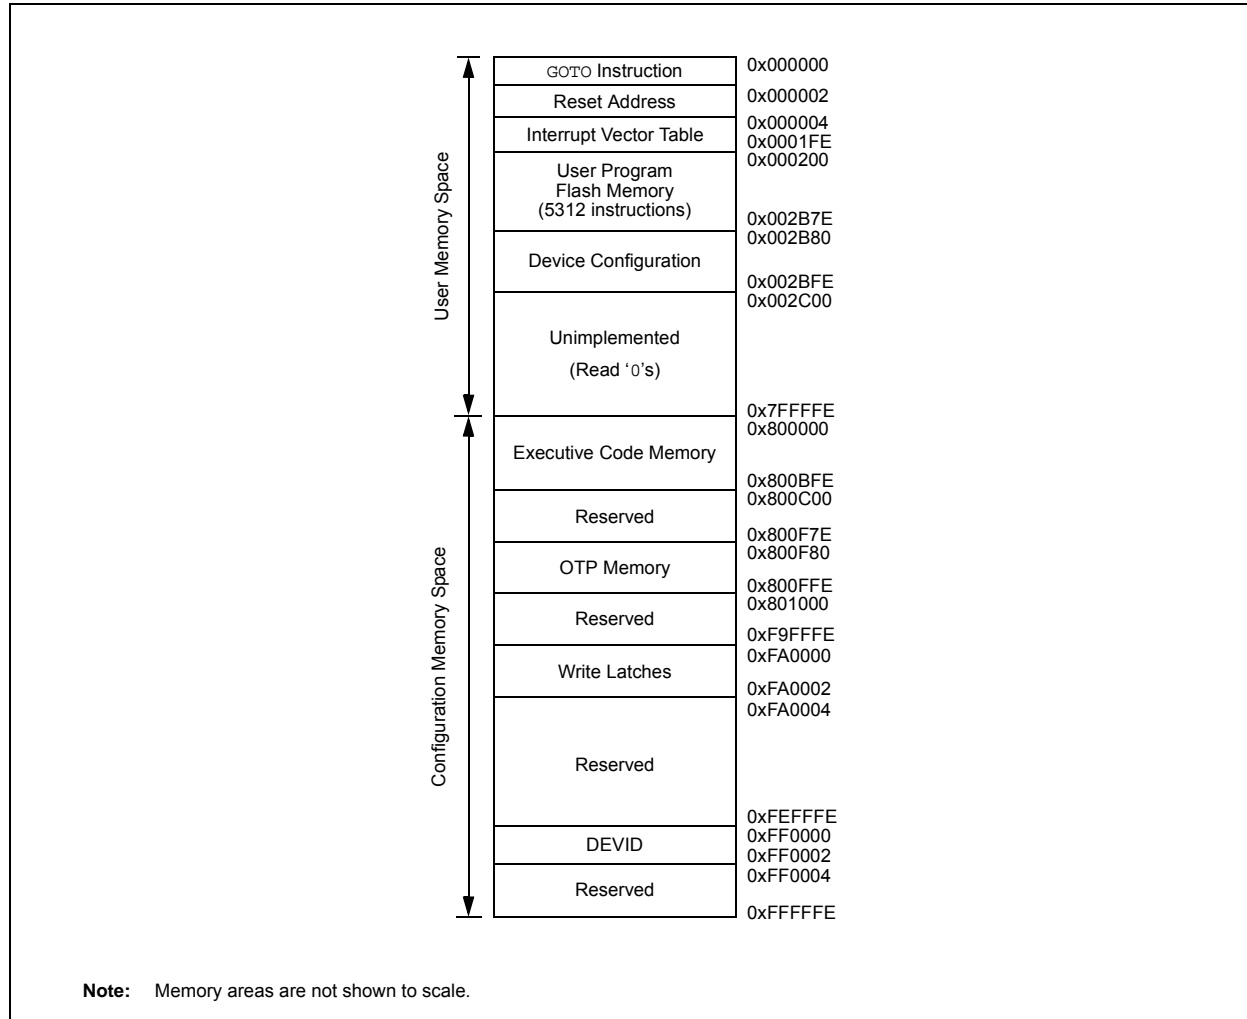 GOTO Instruction
0x000000
Reset Address
0x000002
Interrupt Vector Table
0x000004
0x0001FE
User Program
Flash Memory
(5312 instructions)
0x000200
0x002B7E
Device Configuration
0x002B80
0x002BFE
Unimplemented
(Read ‘0’s)
0x002C00
0x7FFFFE
User Memory Space
Executive Code Memory
0x800000
0x800BFE
Reserved
0x800C00
0x800F7E
OTP Memory
0x800F80
0x800FFE
Reserved
0x801000
0xF9FFFE
Write Latches
0xFA0000
0xFA0002
Reserved
0xFA0004
0xFEFFFE
DEVID
0xFF0000
0xFF0002
Reserved
0xFF0004
0xFFFFFE
Configuration Memory Space
Note: Memory areas are not shown to scale.